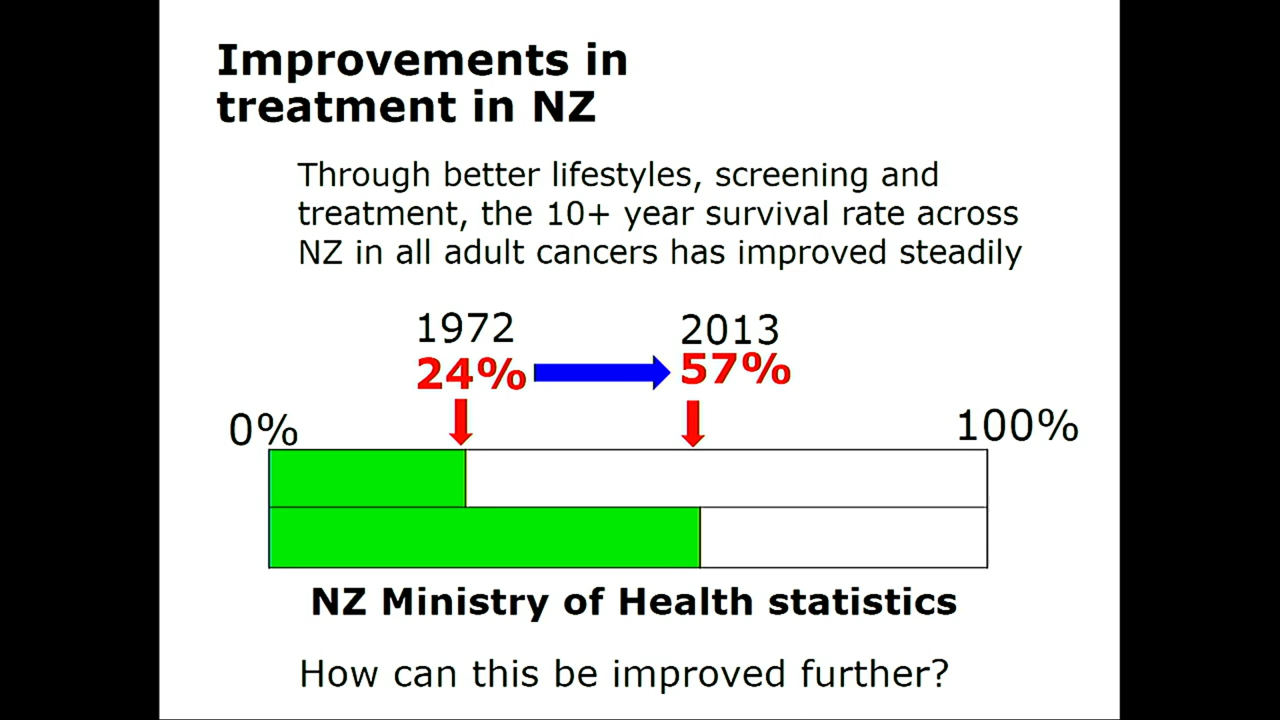 Improvements in
treatment in NZ
Through better lifestyles, screening and
treatment, the 10+ year survival rate across
NZ in all adult cancers has improved steadily
1972
2013
24%
57%
0%
100%
NZ Ministry of Health statistics
How can this be improved further?